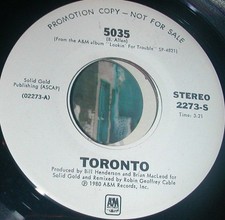 PROMOTION COPY - NOT FOR SALE
5035
(B. Allen)
(From the A&M album "Lookin' For Trouble" SP-4821)
Solid Gold
Publishing (ASCAP)
(02273-A)
STEREO
2273-S
Time: 3:21
TORONTO
Produced by Bill Henderson and Brian MacLeod for
Solid Gold and Remixed by Robin Geoffrey Cable
℗ 1980 A&M Records, Inc.
A&M